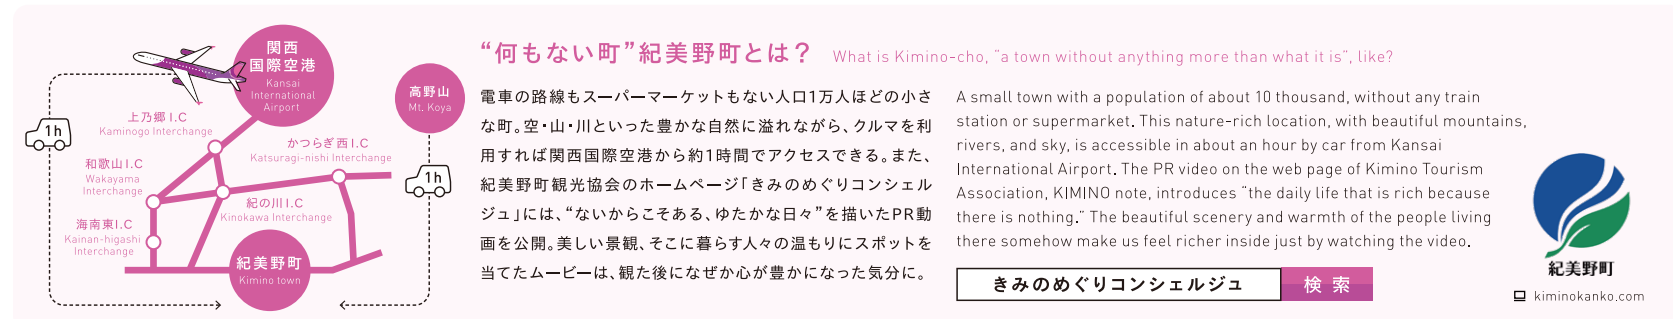 関西
国際空港
Kansai
International
Airport
高野山
Mt. Koya
上乃郷 I.C
Kaminogo Interchange
1h
かつらぎ西 I.C
Katsuragi-nishi Interchange
和歌山 I.C
Wakayama
Interchange
1h
紀の川 I.C
Kinokawa Interchange
海南東I.C
Kainan-higashi
Interchange
紀美野町
Kimino town
“何もない町”紀美野町とは？ What is Kimino-cho, “a town without anything more than what it is”, like?
電車の路線もスーパーマーケットもない人口1万人ほどの小さ
な町。空・山・川といった豊かな自然に溢れながら、クルマを利
用すれば関西国際空港から約1時間でアクセスできる。また、
紀美野町観光協会のホームページ「きみのめぐりコンシェル
ジュ」には、“ないからこそある、ゆたかな日々”を描いたPR動
画を公開。美しい景観、そこに暮らす人々の温もりにスポットを
当てたムービーは、観た後になぜか心が豊かになった気分に。
A small town with a population of about 10 thousand, without any train
station or supermarket. This nature-rich location, with beautiful mountains,
rivers, and sky, is accessible in about an hour by car from Kansai
International Airport. The PR video on the web page of Kimino Tourism
Association, KIMINO note, introduces “the daily life that is rich because
there is nothing.” The beautiful scenery and warmth of the people living
there somehow make us feel richer inside just by watching the video.
きみのめぐりコンシェルジュ 検索
紀美野町
kiminokanko.com